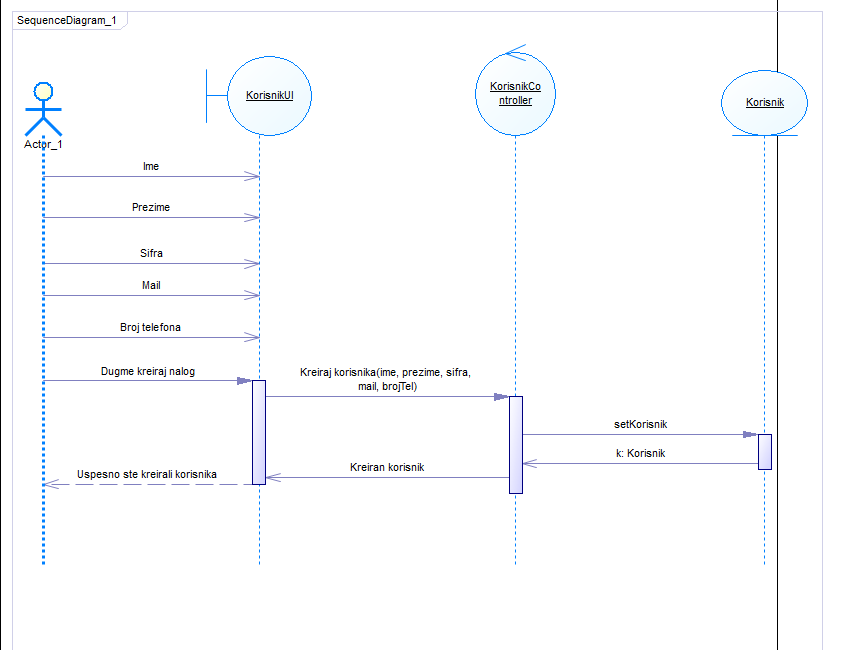 SequenceDiagram_1
KorisnikUI
KorisnikCo
ntroller
Korisnik
Actor_1
Ime
Prezime
Sifra
Mail
Broj telefona
Dugme kreiraj nalog
Kreiraj korisnika(ime, prezime, sifra,
mail, brojTel)
setKorisnik
k: Korisnik
Kreiran korisnik
Uspesno ste kreirali korisnika